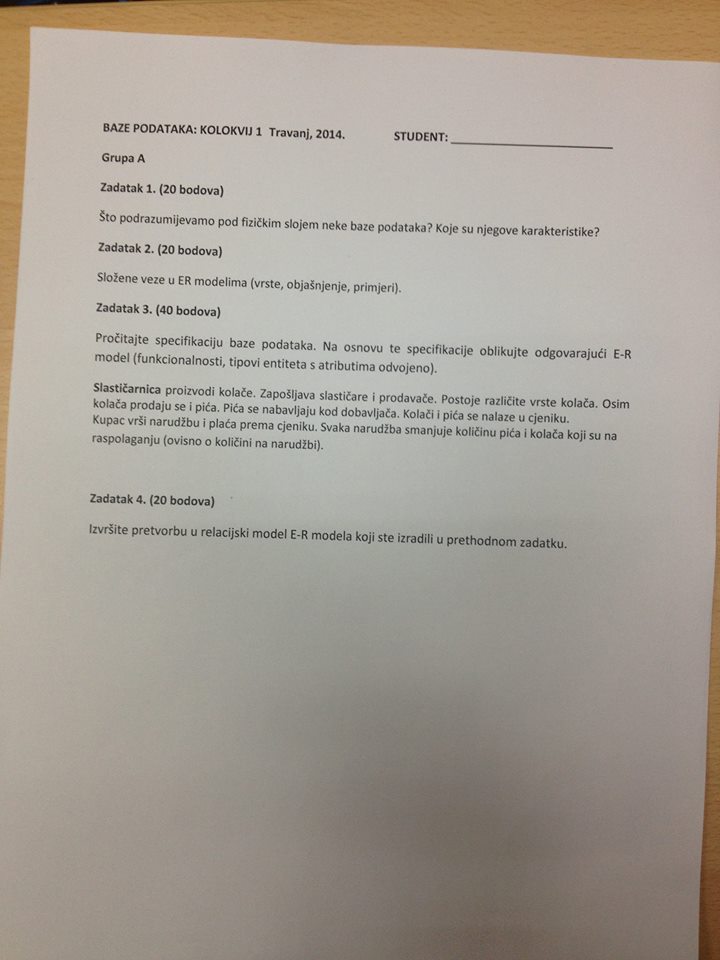 BAZE PODATAKA: KOLOKVIJ 1 Travanj, 2014. STUDENT: ____________________
Grupa A
Zadatak 1. (20 bodova)
Što podrazumijevamo pod fizičkim slojem neke baze podataka? Koje su njegove karakteristike?
Zadatak 2. (20 bodova)
Složene veze u ER modelima (vrste, objašnjenje, primjeri).
Zadatak 3. (40 bodova)
Pročitajte specifikaciju baze podataka. Na osnovu te specifikacije oblikujte odgovarajući E-R
model (funkcionalnosti, tipovi entiteta s atributima odvojeno).
Slastičarnica proizvodi kolače. Zapošljava slastičare i prodavače. Postoje različite vrste kolača. Osim
kolača prodaju se i pića. Pića se nabavljaju kod dobavljača. Kolači i pića se nalaze u cjeniku.
Kupac vrši narudžbu i plaća prema cjeniku. Svaka narudžba smanjuje količinu pića i kolača koji su na
raspolaganju (ovisno o količini na narudžbi).
Zadatak 4. (20 bodova)
Izvršite pretvorbu u relacijski model E-R modela koji ste izradili u prethodnom zadatku.